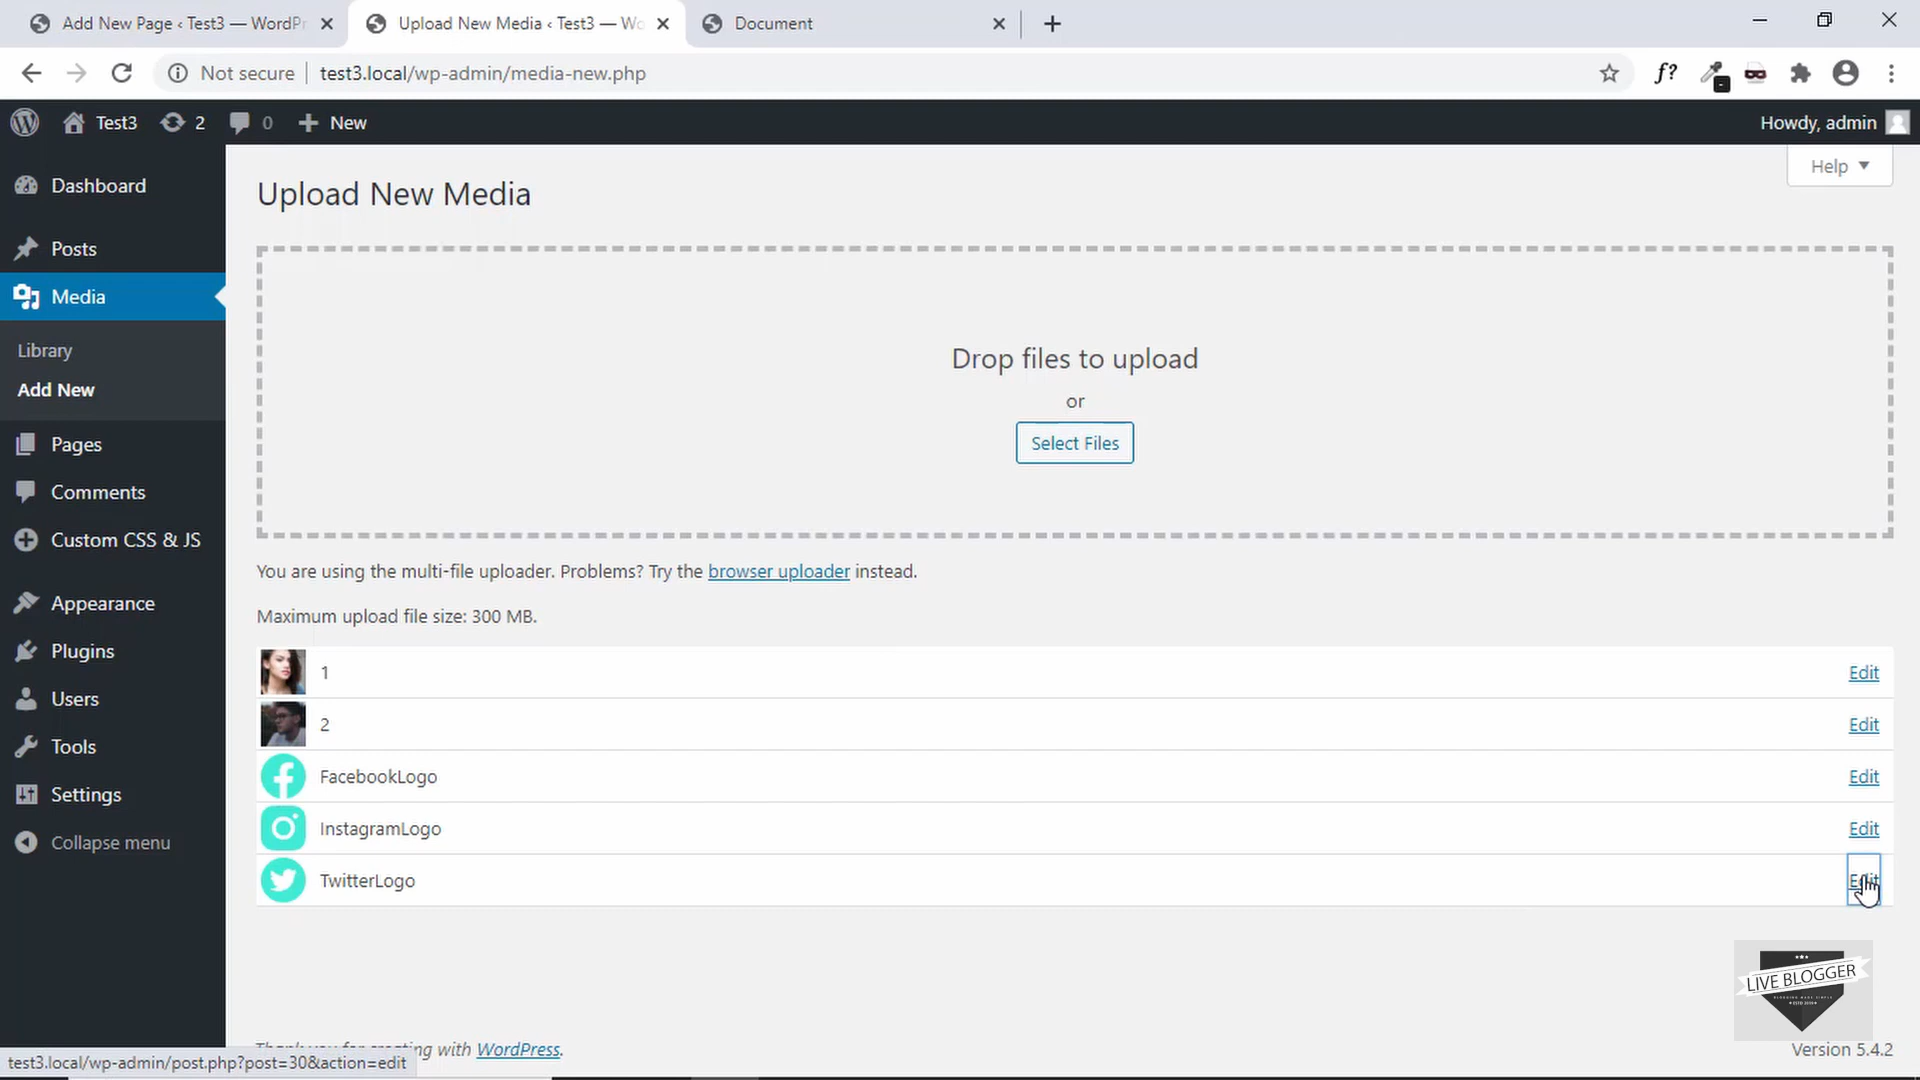 Add New Page ‹ Test3 — WordPr
Upload New Media ‹ Test3 — Wo
Document
Not secure
test3.local/wp-admin/media-new.php
f?
Test3
2
0
New
Howdy, admin
Help
Dashboard
Posts
Media
Library
Add New
Pages
Comments
Custom CSS & JS
Appearance
Plugins
Users
Tools
Settings
Collapse menu
Upload New Media
Drop files to upload
or
Select Files
You are using the multi-file uploader. Problems? Try the browser uploader instead.
Maximum upload file size: 300 MB.
1 Edit
2 Edit
FacebookLogo Edit
InstagramLogo Edit
TwitterLogo Edit
LIVE BLOGGER
Thank you for creating with WordPress.
Version 5.4.2
test3.local/wp-admin/post.php?post=30&action=edit